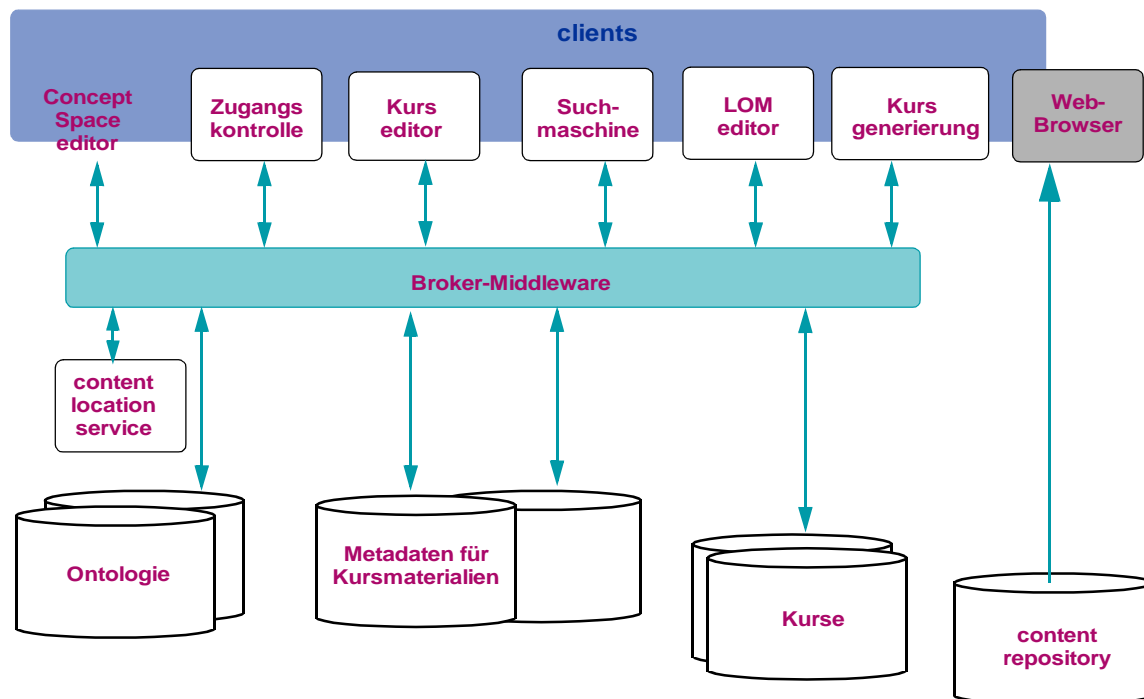 clients
Concept
Space
editor
Zugangs
kontrolle
Kurs
editor
Such-
maschine
LOM
editor
Kurs
generierung
Web-
Browser
Broker-Middleware
content
location
service
Ontologie
Metadaten für
Kursmaterialien
Kurse
content
repository